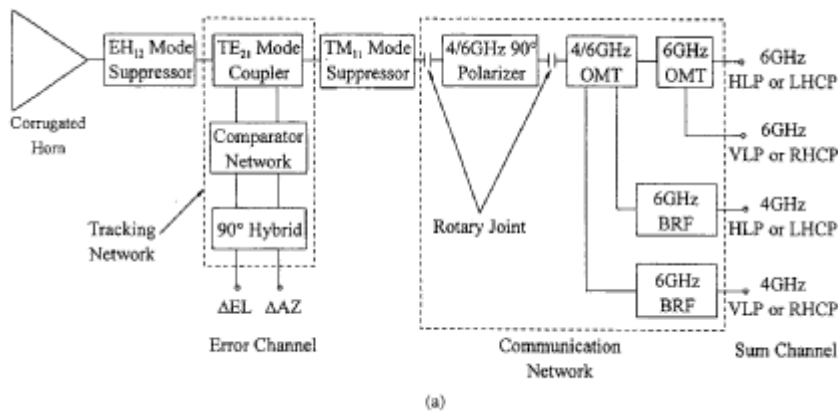 EH12 Mode
Suppressor
TE21 Mode
Coupler
TM11 Mode
Suppressor
4/6GHz 90°
Polarizer
4/6GHz
OMT
6GHz
OMT
6GHz
HLP or LHCP
Corrugated
Horn
Comparator
Network
6GHz
VLP or RHCP
Tracking
Network
90° Hybrid
Rotary Joint
6GHz
BRF
4GHz
HLP or LHCP
6GHz
BRF
4GHz
VLP or RHCP
ΔEL
ΔAZ
Error Channel
Communication
Network
Sum Channel
(a)